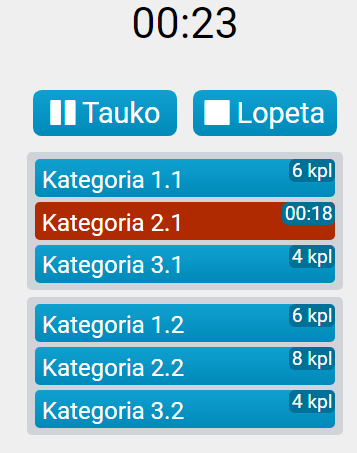 00:23
Tauko Lopeta
Kategoria 1.1 6 kpl
Kategoria 2.1 00:18
Kategoria 3.1 4 kpl
Kategoria 1.2 6 kpl
Kategoria 2.2 8 kpl
Kategoria 3.2 4 kpl